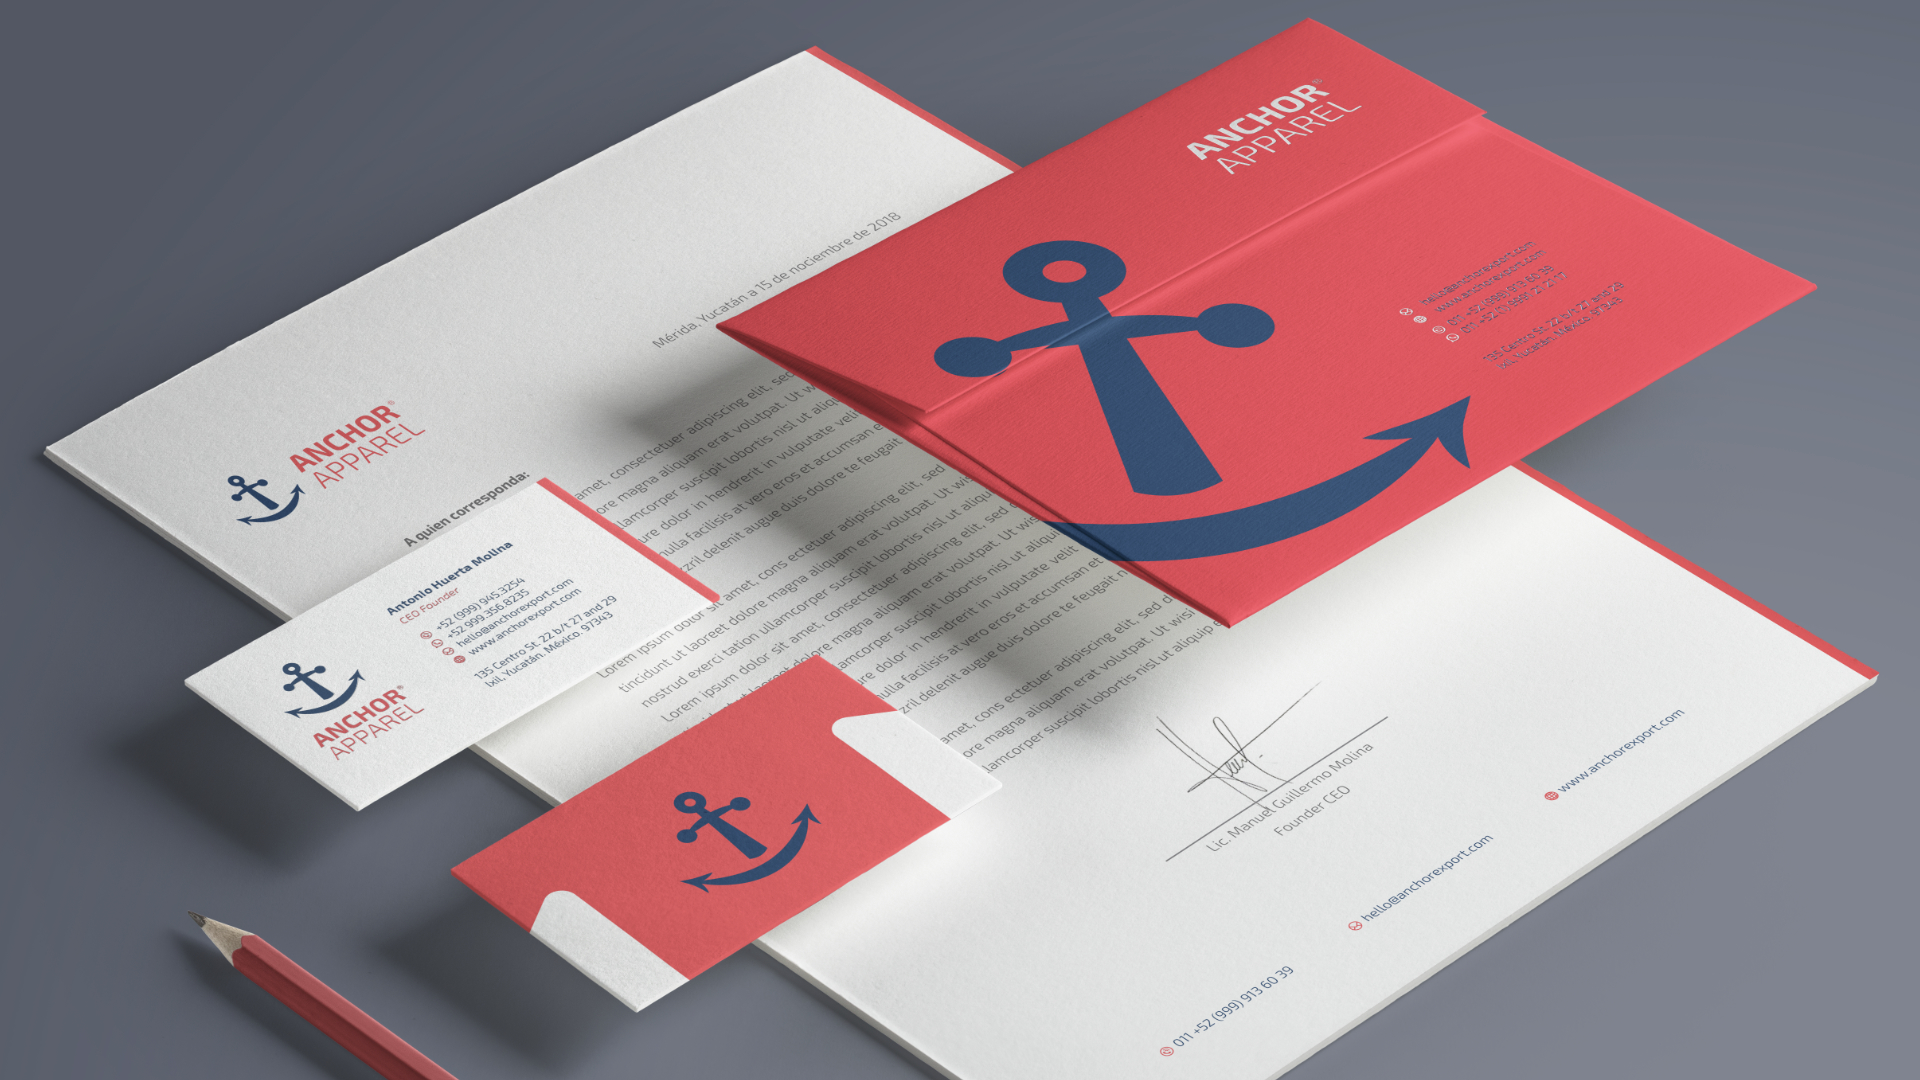 Mérida, Yucatán a 15 de nociembre de 2018
ANCHOR®
APPAREL
A quien corresponda:
amet, consectetuer adipiscing elit, sed
ore magna aliquam erat volutpat. Ut w
lamcorper suscipit lobortis nisl ut aliq
ure dolor in hendrerit in vulputate veli
nulla facilisis at vero eros et accumsan e
zzril delenit augue duis dolore te feugait
Lorem ipsum dolor sit amet, cons ectetuer adipiscing elit, sed
tincidunt ut laoreet dolore magna aliquam erat volutpat. Ut wis
nostrud exerci tation ullamcorper suscipit lobortis nisl ut aliqu
Lorem ipsum dolor sit amet, consectetuer adipiscing elit, sed
dolore magna aliquam erat volutpat. Ut wis
amcorper suscipit lobortis nisl ut aliquip
ure dolor in hendrerit in vulputate velit
nulla facilisis at vero eros et accumsan et
zzril delenit augue duis dolore te feugait n
amet, cons ectetuer adipiscing elit, sed d
ore magna aliquam erat volutpat. Ut wisi
lamcorper suscipit lobortis nisl ut aliquip e
Lic. Manuel Guillermo Molina
Founder CEO
011 +52 (999) 913 60 39
hello@anchorexport.com
www.anchorexport.com
ANCHOR®
APPAREL
hello@anchorexport.com
www.anchorexport.com
011 +52 (999) 913 60 39
135 Centro St. 22 b/t 27 and 29
Ixil, Yucatán. México. 97343
Antonio Huerta Molina
CEO Founder
+52 (999) 945.3254
+52 999.356.8235
hello@anchorexport.com
www.anchorexport.com
135 Centro St. 22 b/t 27 and 29
Ixil, Yucatán. México. 97343
ANCHOR®
APPAREL